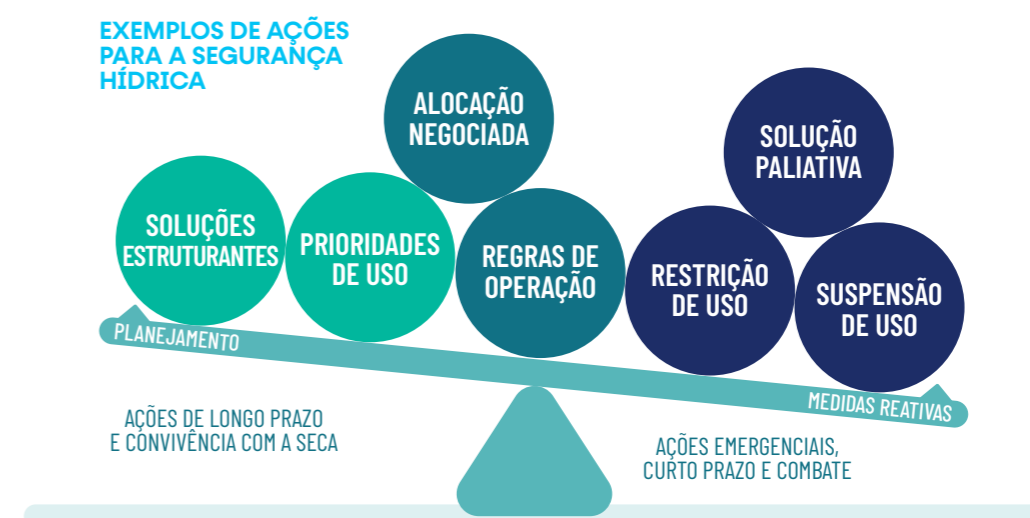 EXEMPLOS DE AÇÕES
PARA A SEGURANÇA
HÍDRICA
ALOCAÇÃO
NEGOCIADA
SOLUÇÃO
PALIATIVA
SOLUÇÕES
ESTRUTURANTES
PRIORIDADES
DE USO
REGRAS DE
OPERAÇÃO
RESTRIÇÃO
DE USO
SUSPENSÃO
DE USO
PLANEJAMENTO
MEDIDAS REATIVAS
AÇÕES DE LONGO PRAZO
E CONVIVÊNCIA COM A SECA
AÇÕES EMERGENCIAIS,
CURTO PRAZO E COMBATE